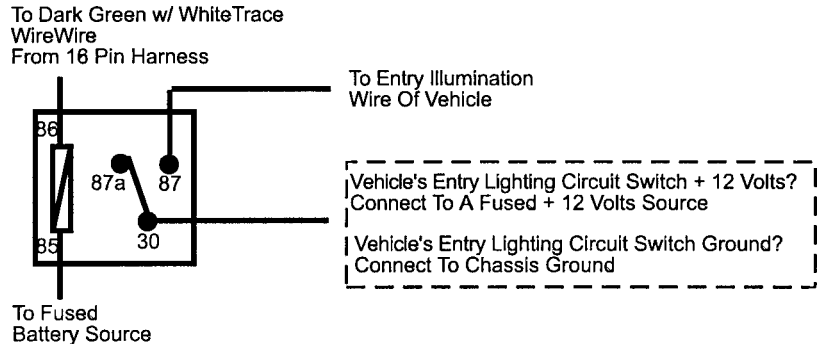 To Dark Green w/ WhiteTrace
WireWire
From 16 Pin Harness
To Entry Illumination
Wire Of Vehicle
86
87a
87
85
30
Vehicle's Entry Lighting Circuit Switch + 12 Volts?
Connect To A Fused + 12 Volts Source
Vehicle's Entry Lighting Circuit Switch Ground?
Connect To Chassis Ground
To Fused
Battery Source